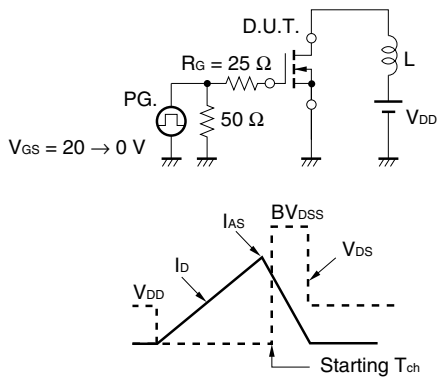 D.U.T.
RG = 25 Ω
L
PG.
50 Ω
VDD
VGS = 20 → 0 V
BVDSS
IAS
VDS
ID
VDD
Starting Tch